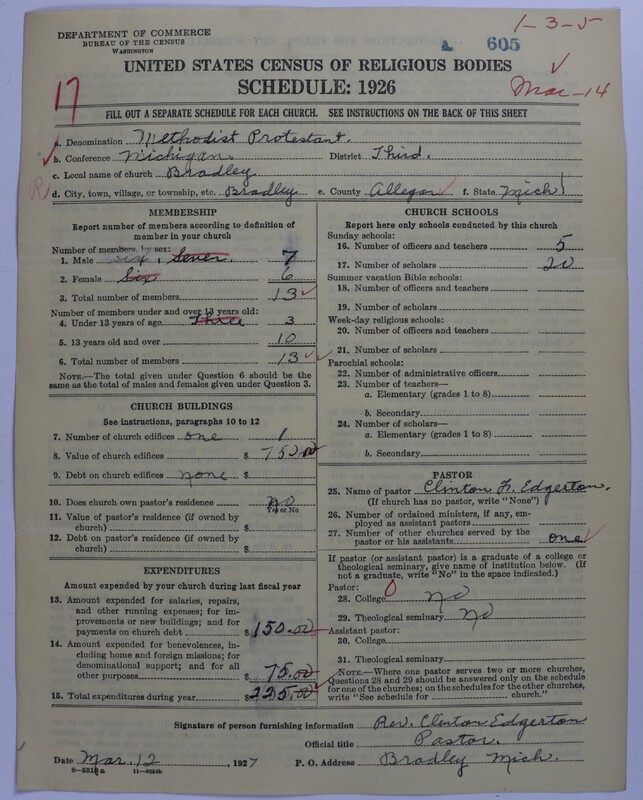 DEPARTMENT OF COMMERCE
BUREAU OF THE CENSUS
WASHINGTON
1-3-5
a 605
UNITED STATES CENSUS OF RELIGIOUS BODIES
SCHEDULE: 1926
17
Mar-14
FILL OUT A SEPARATE SCHEDULE FOR EACH CHURCH. SEE INSTRUCTIONS ON THE BACK OF THIS SHEET
a. Denomination Methodist Protestant.
b. Conference Michigan District Third.
c. Local name of church Bradley
R
d. City, town, village, or township, etc. Bradley e. County Allegan f. State Mich
MEMBERSHIP
Report number of members according to definition of
member in your church
Number of members, by sex:
1. Male six, Seven. 7
2. Female Six 6
3. Total number of members 13
Number of members under and over 13 years old:
4. Under 13 years of age Three 3
5. 13 years old and over 10
6. Total number of members 13
NOTE.—The total given under Question 6 should be
same as the total of males and females given under Question 3.
CHURCH BUILDINGS
See instructions, paragraphs 10 to 12
7. Number of church edifices one 1
8. Value of church edifices $ 750.00
9. Debt on church edifices none $
10. Does church own pastor's residence No
Yes or No
11. Value of pastor's residence (if owned by
church) $
12. Debt on pastor's residence (if owned by
church) $
EXPENDITURES
Amount expended by your church during last fiscal year
13. Amount expended for salaries, repairs,
and other running expenses; for im-
provements or new buildings; and for
payments on church debt $ 150.00
14. Amount expended for benevolences, in-
cluding home and foreign missions; for
denominational support; and for all
other purposes $ 75.00
15. Total expenditures during year $ 225.00
CHURCH SCHOOLS
Report here only schools conducted by this church
Sunday schools:
16. Number of officers and teachers 5
17. Number of scholars 20
Summer vacation Bible schools:
18. Number of officers and teachers
19. Number of scholars
Week-day religious schools:
20. Number of officers and teachers
21. Number of scholars
Parochial schools:
22. Number of administrative officers
23. Number of teachers—
a. Elementary (grades 1 to 8)
b. Secondary
24. Number of scholars—
a. Elementary (grades 1 to 8)
b. Secondary
PASTOR
25. Name of pastor Clinton Edgerton.
(If church has no pastor, write "None")
26. Number of ordained ministers, if any, em-
ployed as assistant pastors
27. Number of other churches served by the
pastor or his assistants one
If pastor (or assistant pastor) is a graduate of a college or
theological seminary, give name of institution below. (If
not a graduate, write "No" in the space indicated.)
Pastor: 0
28. College No
29. Theological seminary No
Assistant pastor:
30. College
31. Theological seminary
NOTE.—Where one pastor serves two or more churches,
Questions 28 and 29 should be answered only on the schedule
for one of the churches; on the schedules for the other churches,
write "See schedule for church."
Signature of person furnishing information Rev. Clinton Edgerton
Official title Pastor.
Date Mar. 12, 1927 P. O. Address Bradley Mich.